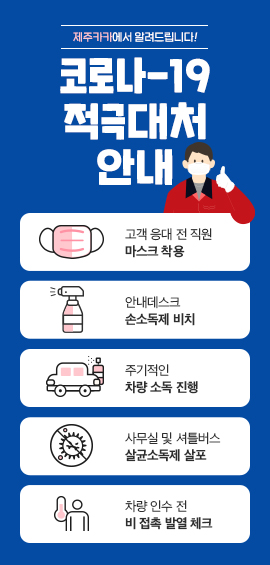 제주카카에서 알려드립니다!
코로나-19
적극대처
안내
고객 응대 전 직원
마스크 착용
안내데스크
손소독제 비치
주기적인
차량 소독 진행
사무실 및 셔틀버스
살균소독제 살포
차량 인수 전
비 접촉 발열 체크